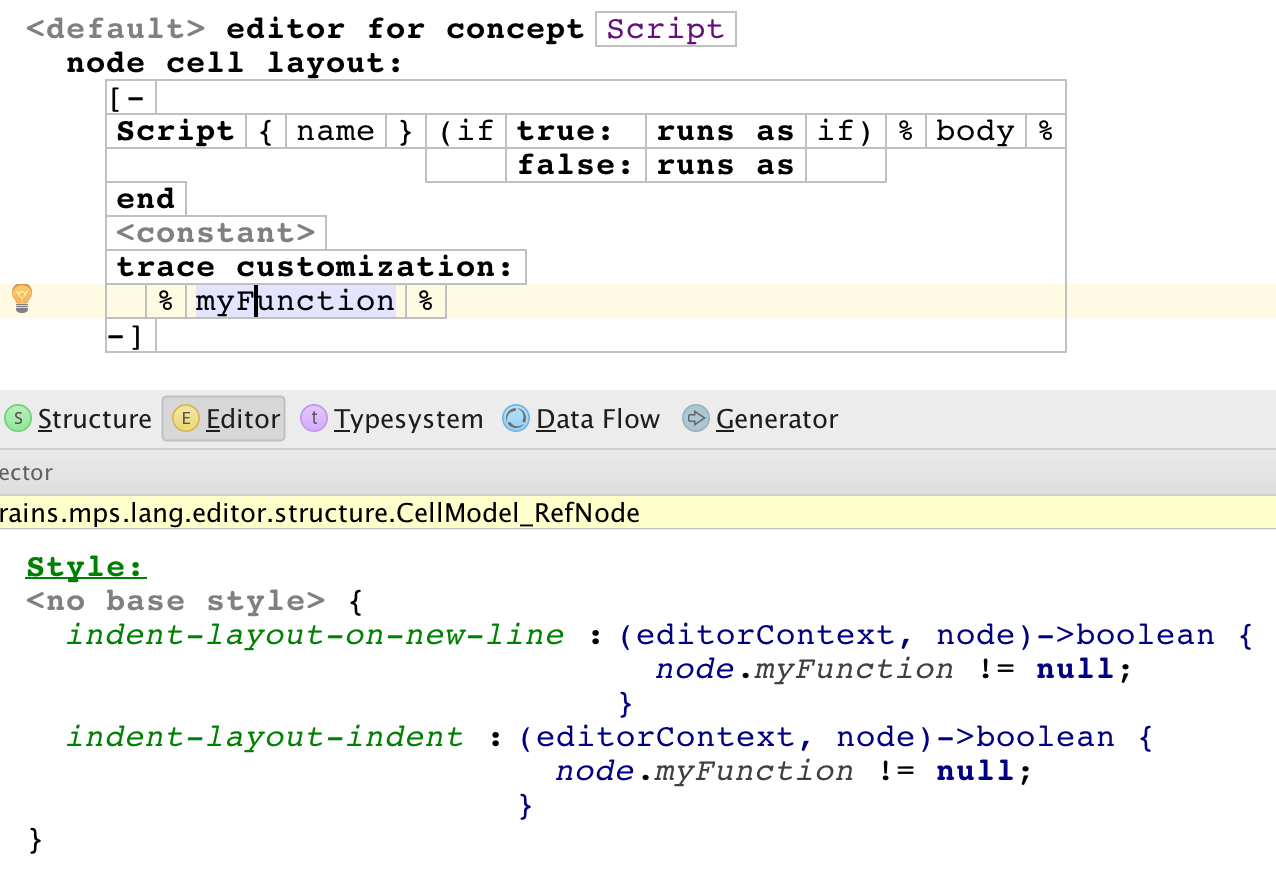 <default> editor for concept Script
node cell layout:
[-
Script { name } (if true: runs as if) % body %
false: runs as
end
<constant>
trace customization:
% myFunction %
-]
S Structure E Editor t Typesystem Data Flow Generator
ector
rains.mps.lang.editor.structure.CellModel_RefNode
Style:
<no base style> {
indent-layout-on-new-line : (editorContext, node)->boolean {
node.myFunction != null;
}
indent-layout-indent : (editorContext, node)->boolean {
node.myFunction != null;
}
}